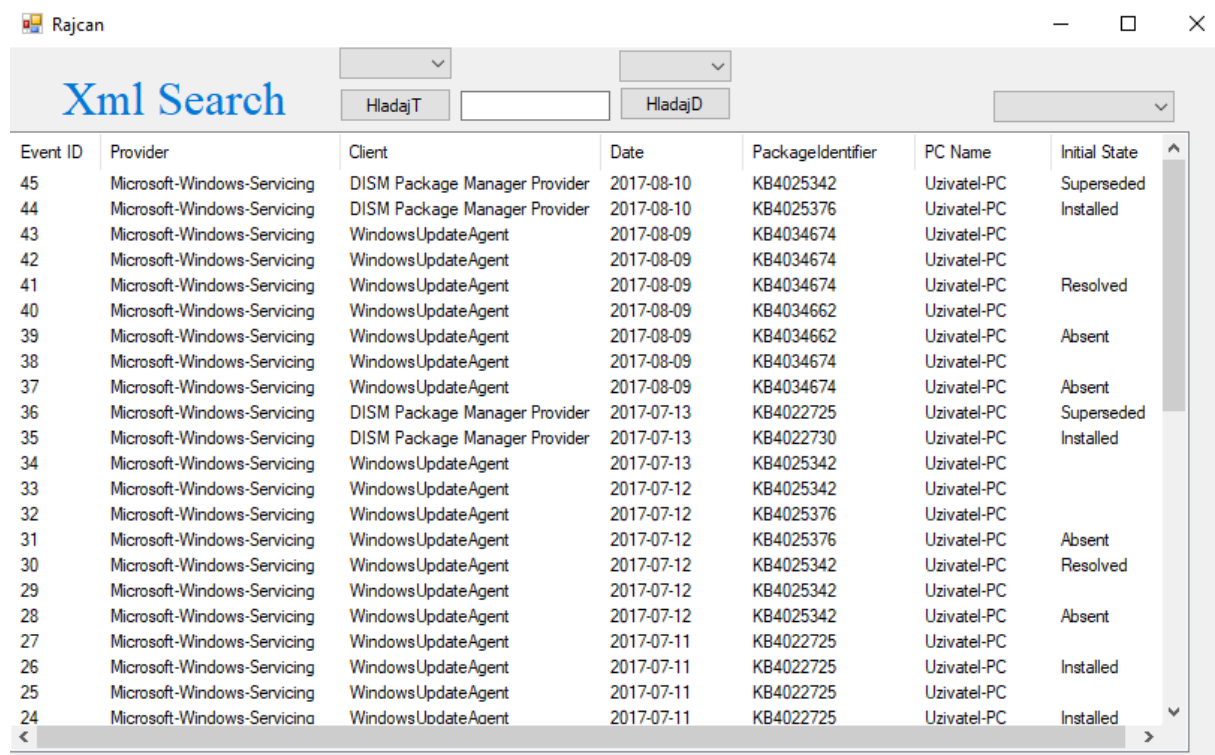 Rajcan
Xml Search
HladajT HladajD
Event ID Provider Client Date PackageIdentifier PC Name Initial State
45 Microsoft-Windows-Servicing DISM Package Manager Provider 2017-08-10 KB4025342 Uzivatel-PC Superseded
44 Microsoft-Windows-Servicing DISM Package Manager Provider 2017-08-10 KB4025376 Uzivatel-PC Installed
43 Microsoft-Windows-Servicing WindowsUpdateAgent 2017-08-09 KB4034674 Uzivatel-PC
42 Microsoft-Windows-Servicing WindowsUpdateAgent 2017-08-09 KB4034674 Uzivatel-PC
41 Microsoft-Windows-Servicing WindowsUpdateAgent 2017-08-09 KB4034674 Uzivatel-PC Resolved
40 Microsoft-Windows-Servicing WindowsUpdateAgent 2017-08-09 KB4034662 Uzivatel-PC
39 Microsoft-Windows-Servicing WindowsUpdateAgent 2017-08-09 KB4034662 Uzivatel-PC Absent
38 Microsoft-Windows-Servicing WindowsUpdateAgent 2017-08-09 KB4034674 Uzivatel-PC
37 Microsoft-Windows-Servicing WindowsUpdateAgent 2017-08-09 KB4034674 Uzivatel-PC Absent
36 Microsoft-Windows-Servicing DISM Package Manager Provider 2017-07-13 KB4022725 Uzivatel-PC Superseded
35 Microsoft-Windows-Servicing DISM Package Manager Provider 2017-07-13 KB4022730 Uzivatel-PC Installed
34 Microsoft-Windows-Servicing WindowsUpdateAgent 2017-07-13 KB4025342 Uzivatel-PC
33 Microsoft-Windows-Servicing WindowsUpdateAgent 2017-07-12 KB4025342 Uzivatel-PC
32 Microsoft-Windows-Servicing WindowsUpdateAgent 2017-07-12 KB4025376 Uzivatel-PC
31 Microsoft-Windows-Servicing WindowsUpdateAgent 2017-07-12 KB4025376 Uzivatel-PC Absent
30 Microsoft-Windows-Servicing WindowsUpdateAgent 2017-07-12 KB4025342 Uzivatel-PC Resolved
29 Microsoft-Windows-Servicing WindowsUpdateAgent 2017-07-12 KB4025342 Uzivatel-PC
28 Microsoft-Windows-Servicing WindowsUpdateAgent 2017-07-12 KB4025342 Uzivatel-PC Absent
27 Microsoft-Windows-Servicing WindowsUpdateAgent 2017-07-11 KB4022725 Uzivatel-PC
26 Microsoft-Windows-Servicing WindowsUpdateAgent 2017-07-11 KB4022725 Uzivatel-PC Installed
25 Microsoft-Windows-Servicing WindowsUpdateAgent 2017-07-11 KB4022725 Uzivatel-PC
24 Microsoft-Windows-Servicing WindowsUpdateAgent 2017-07-11 KB4022725 Uzivatel-PC Installed